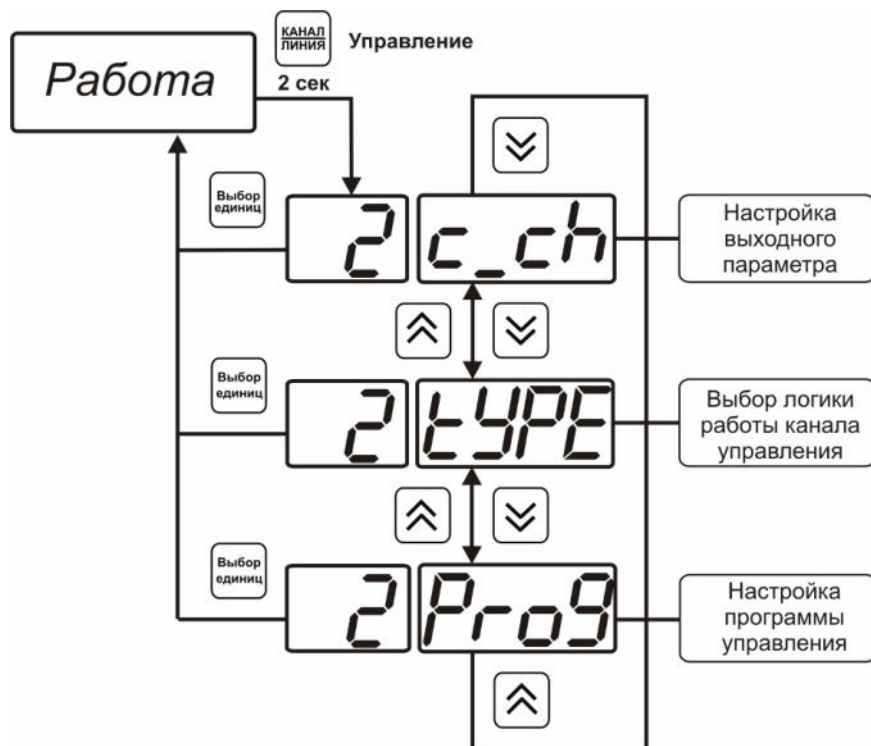 КАНАЛ
ЛИНИЯ
Управление
Работа
2 сек
Выбор
единиц
2 c_ch
Настройка
выходного
параметра
Выбор
единиц
2 tYPE
Выбор логики
работы канала
управления
Выбор
единиц
2 Prog
Настройка
программы
управления